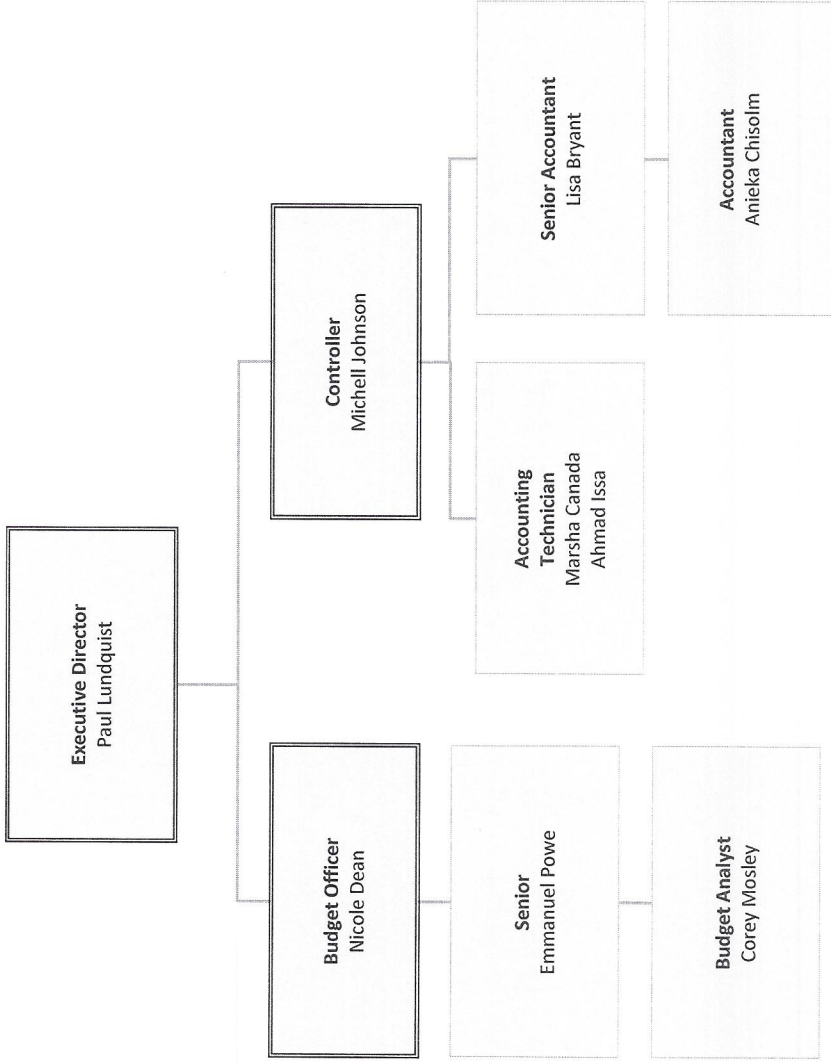 Executive Director
Paul Lundquist
Budget Officer
Nicole Dean
Controller
Michell Johnson
Senior
Emmanuel Powe
Accounting
Technician
Marsha Canada
Ahmad Issa
Senior Accountant
Lisa Bryant
Budget Analyst
Corey Mosley
Accountant
Anieka Chisolm